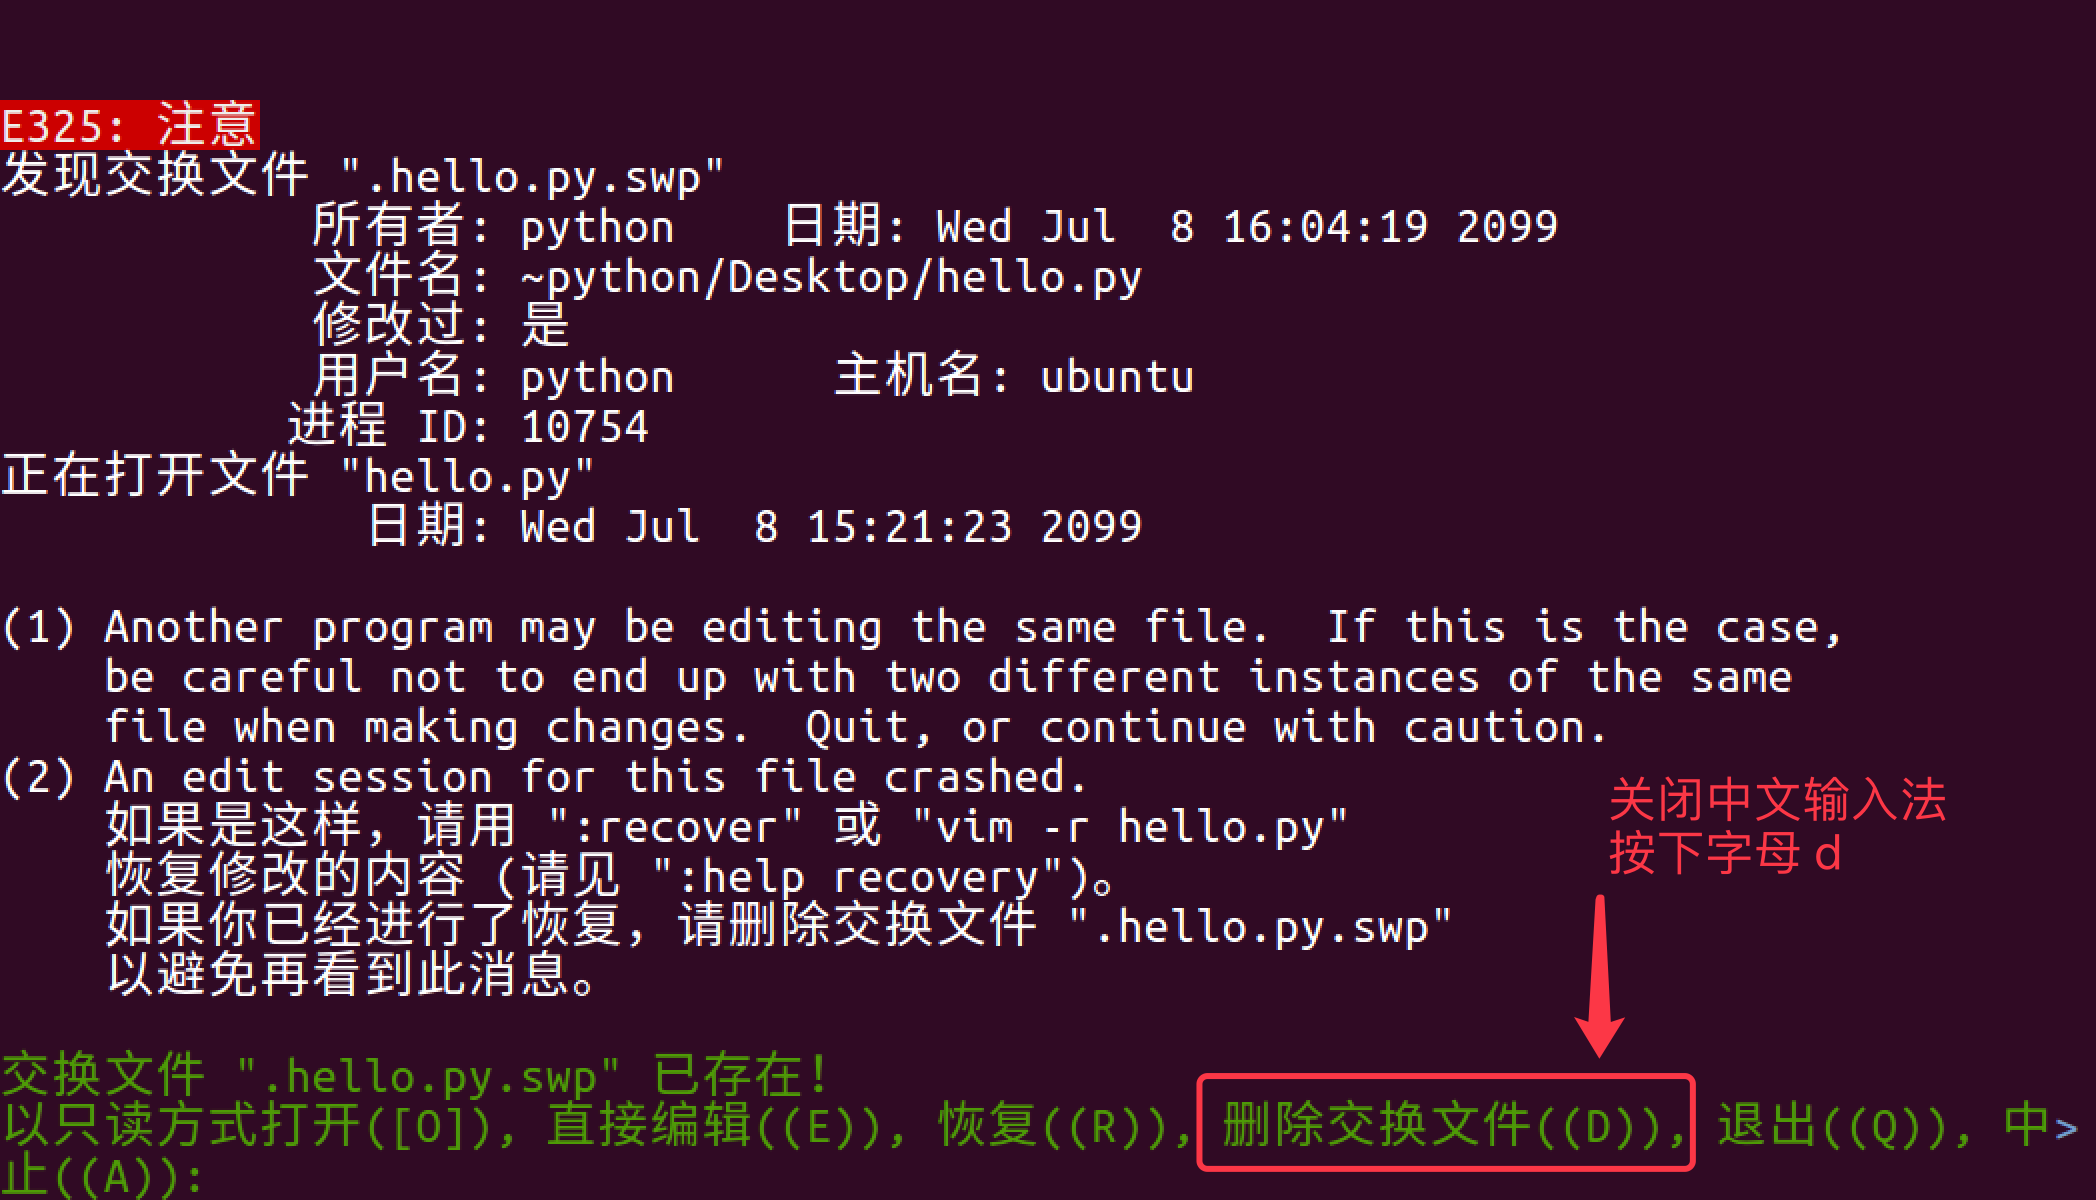 E325: 注意
发现交换文件 ".hello.py.swp"
所有者: python    日期: Wed Jul  8 16:04:19 2099
文件名: ~python/Desktop/hello.py
修改过: 是
用户名: python      主机名: ubuntu
进程 ID: 10754
正在打开文件 "hello.py"
日期: Wed Jul  8 15:21:23 2099
(1) Another program may be editing the same file.  If this is the case,
be careful not to end up with two different instances of the same
file when making changes.  Quit, or continue with caution.
(2) An edit session for this file crashed.
如果是这样，请用 ":recover" 或 "vim -r hello.py"
恢复修改的内容 (请见 ":help recovery")。
如果你已经进行了恢复，请删除交换文件 ".hello.py.swp"
以避免再看到此消息。
关闭中文输入法
按下字母 d
交换文件 ".hello.py.swp" 已存在！
以只读方式打开([O]), 直接编辑((E)), 恢复((R)), 删除交换文件((D)), 退出((Q)), 中>
止((A)):